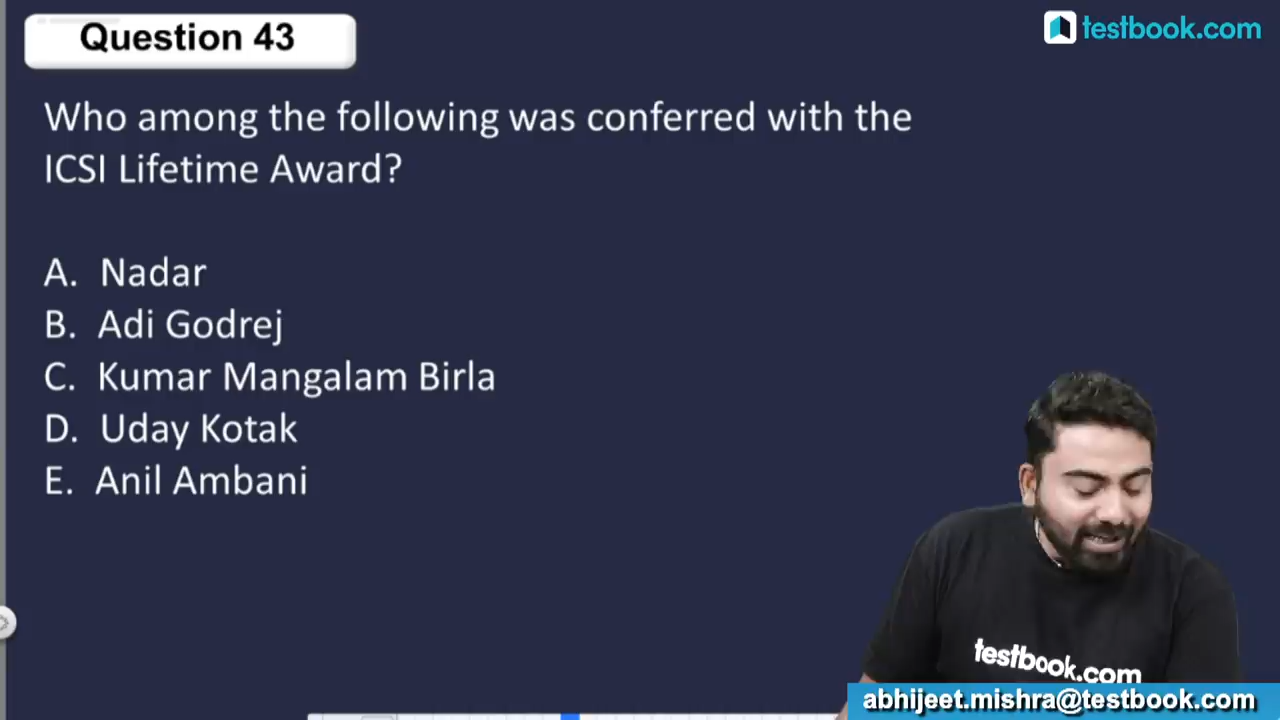 Question 43
testbook.com
Who among the following was conferred with the
ICSI Lifetime Award?
A. Nadar
B. Adi Godrej
C. Kumar Mangalam Birla
D. Uday Kotak
E. Anil Ambani
testbook.com
abhijeet.mishra@testbook.com